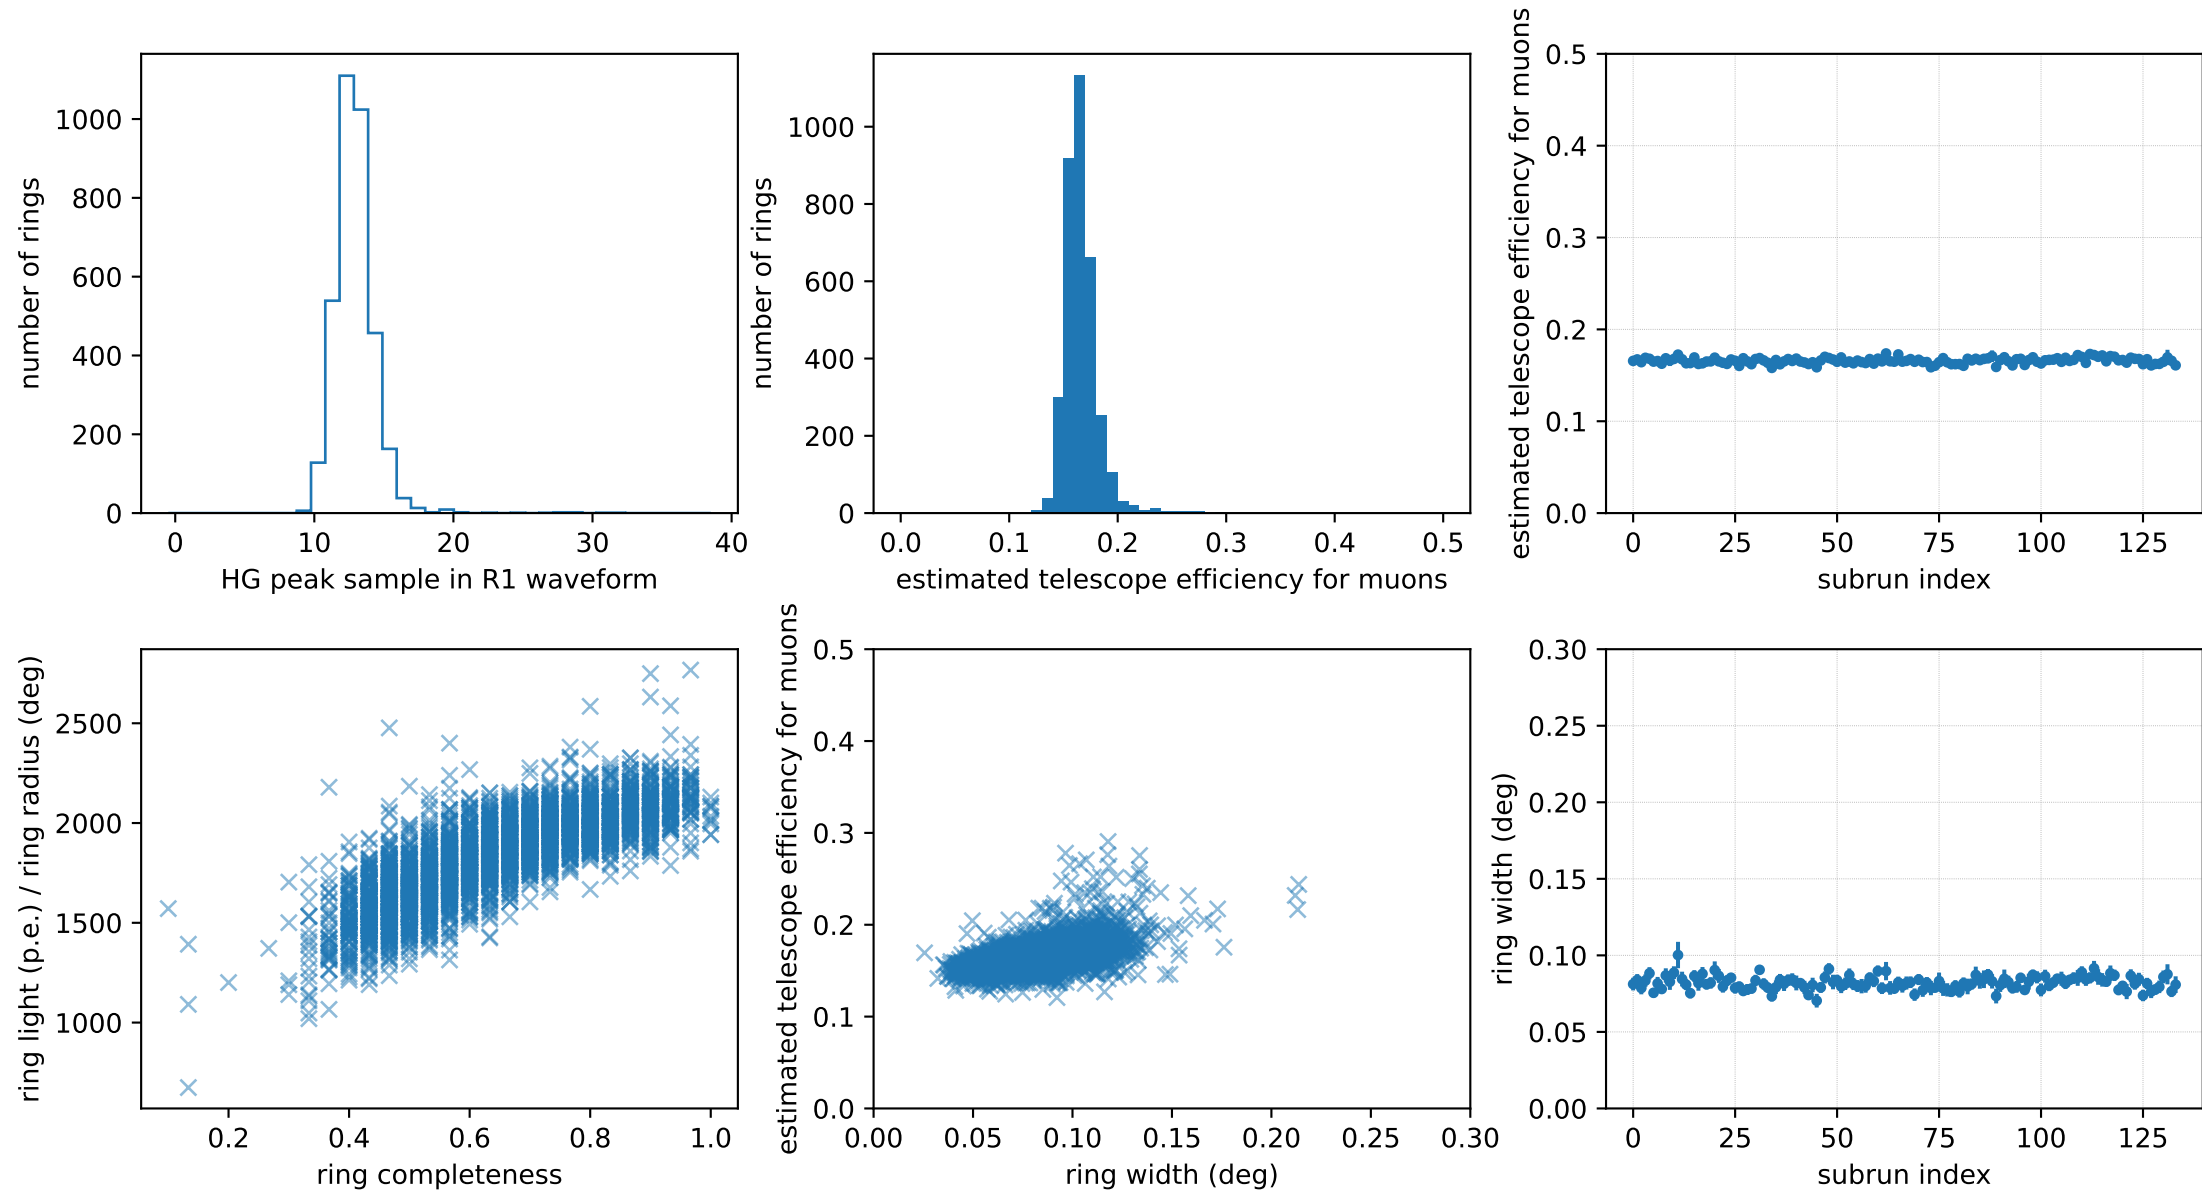 number of rings
1000
800
600
400
200
0
0 10 20 30 40
HG peak sample in R1 waveform
number of rings
1000
800
600
400
200
0
0.0 0.1 0.2 0.3 0.4 0.5
estimated telescope efficiency for muons
estimated telescope efficiency for muons
0.5
0.4
0.3
0.2
0.1
0.0
0 25 50 75 100 125
subrun index
ring light (p.e.) / ring radius (deg)
2500
2000
1500
1000
0.2 0.4 0.6 0.8 1.0
ring completeness
estimated telescope efficiency for muons
0.5
0.4
0.3
0.2
0.1
0.0
0.00 0.05 0.10 0.15 0.20 0.25 0.30
ring width (deg)
ring width (deg)
0.30
0.25
0.20
0.15
0.10
0.05
0.00
0 25 50 75 100 125
subrun index